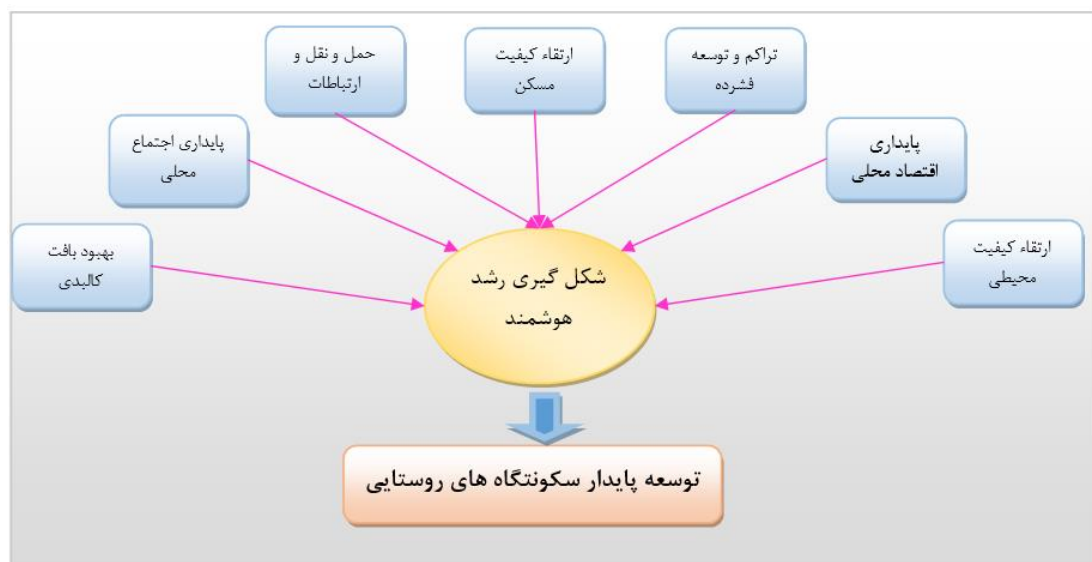 تراکم و توسعه
فشرده
ارتقاء کیفیت
مسکن
حمل و نقل و
ارتباطات
پایداری
اقتصاد محلی
پایداری اجتماع
محلی
ارتقاء کیفیت
محیطی
بهبود بافت
کالبدی
شکل گیری رشد
هوشمند
توسعه پایدار سکونتگاه های روستایی